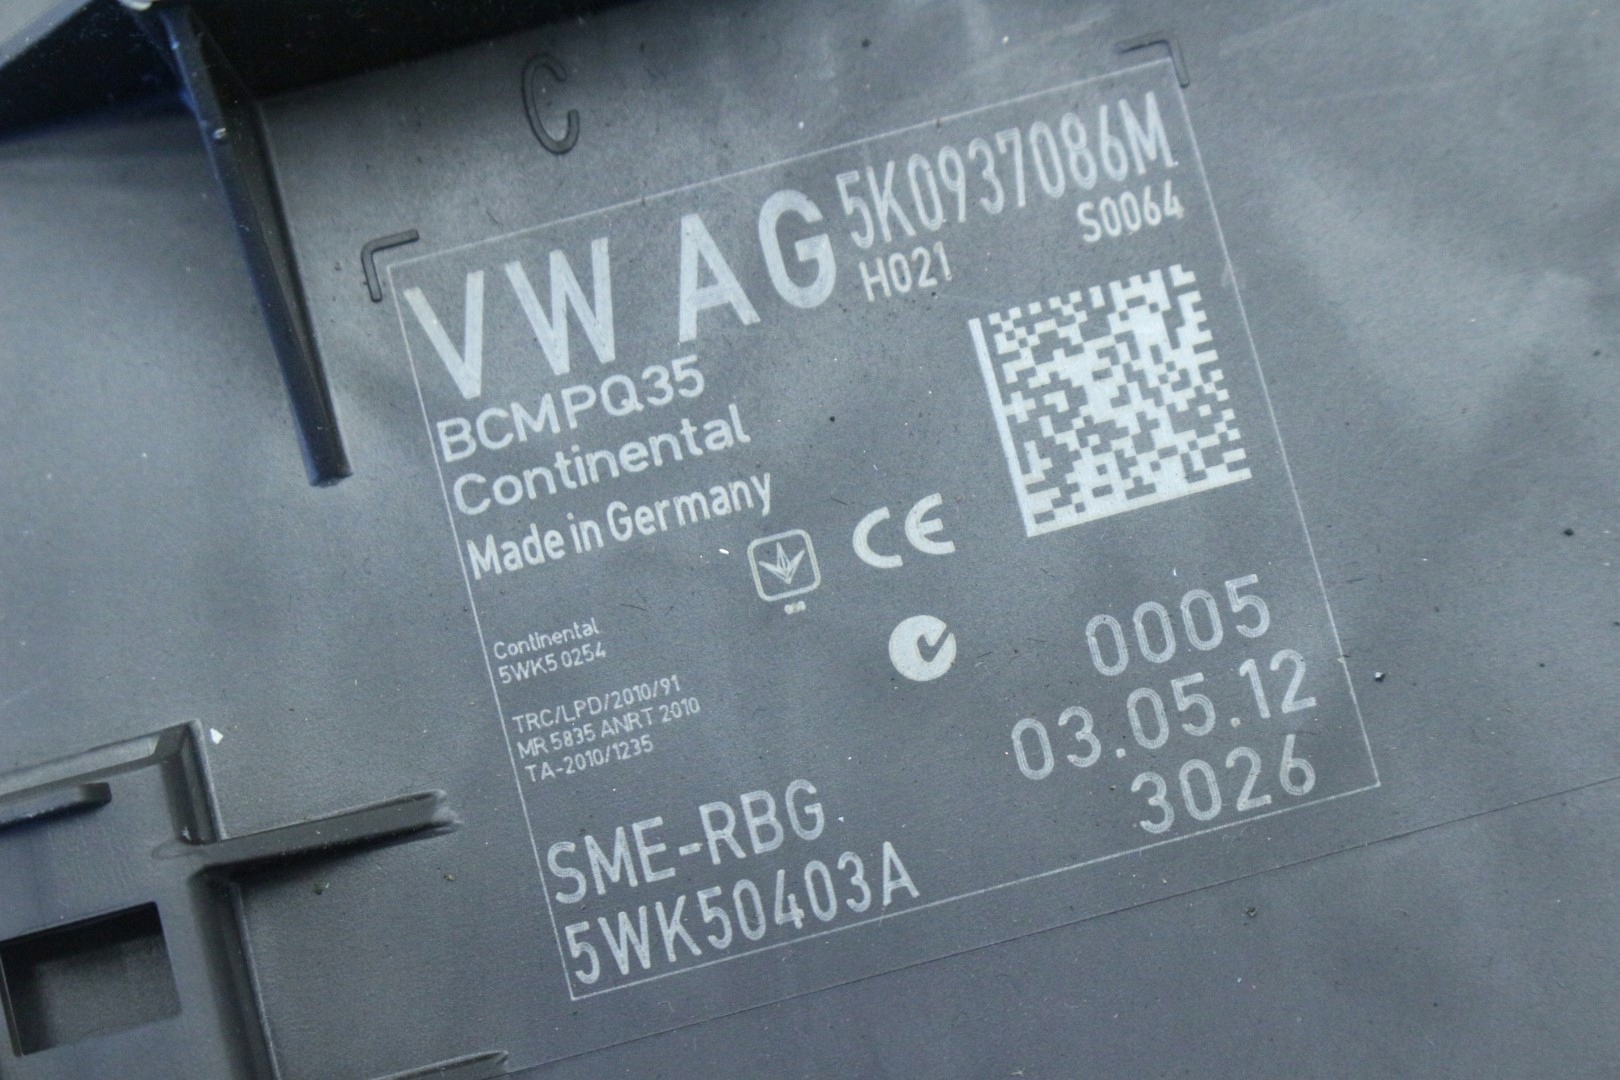 C
VW AG 5K0937086M
H021 S0064
BCMPQ35
Continental
Made in Germany
CE
Continental
5WK5 0254
0005
TRC/LPD/2010/91
MR 5835 ANRT 2010
TA-2010/1235
03.05.12
3026
SME-RBG
5WK50403A